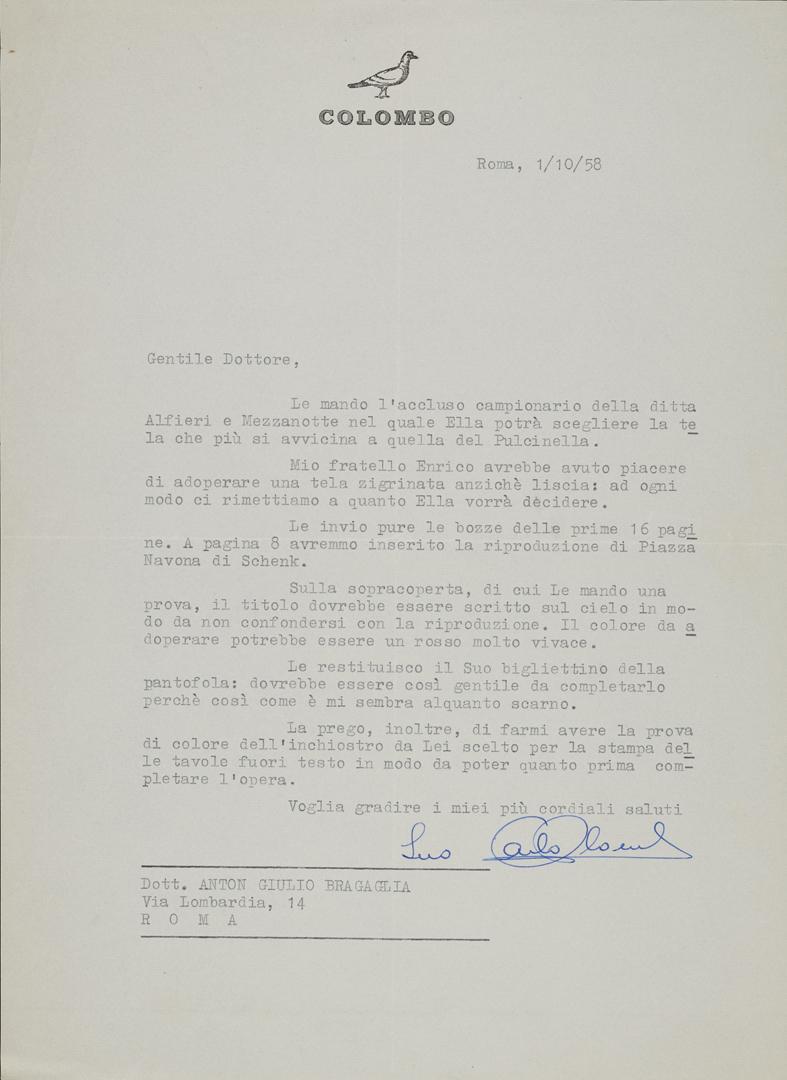 COLOMBO
Roma, 1/10/58
Gentile Dottore,
Le mando l'accluso campionario della ditta
Alfieri e Mezzanotte nel quale Ella potrà scegliere la te
la che più si avvicina a quella del Pulcinella.
Mio fratello Enrico avrebbe avuto piacere
di adoperare una tela zigrinata anzichè liscia: ad ogni
modo ci rimettiamo a quanto Ella vorrà dècidere.
Le invio pure le bozze delle prime 16 pagi
ne. A pagina 8 avremmo inserito la riproduzione di Piazza
Navona di Schenk.
Sulla sopracoperta, di cui Le mando una
prova, il titolo dovrebbe essere scritto sul cielo in mo-
do da non confondersi con la riproduzione. Il colore da a
doperare potrebbe essere un rosso molto vivace.
Le restituisco il Suo bigliettino della
pantofola: dovrebbe essere così gentile da completarlo
perchè così come è mi sembra alquanto scarno.
La prego, inoltre, di farmi avere la prova
di colore dell'inchiostro da Lei scelto per la stampa del
le tavole fuori testo in modo da poter quanto prima com-
pletare l'opera.
Voglia gradire i miei più cordiali saluti
Suo Carlo Colombo
Dott. ANTON GIULIO BRAGAGLIA
Via Lombardia, 14
R O M A